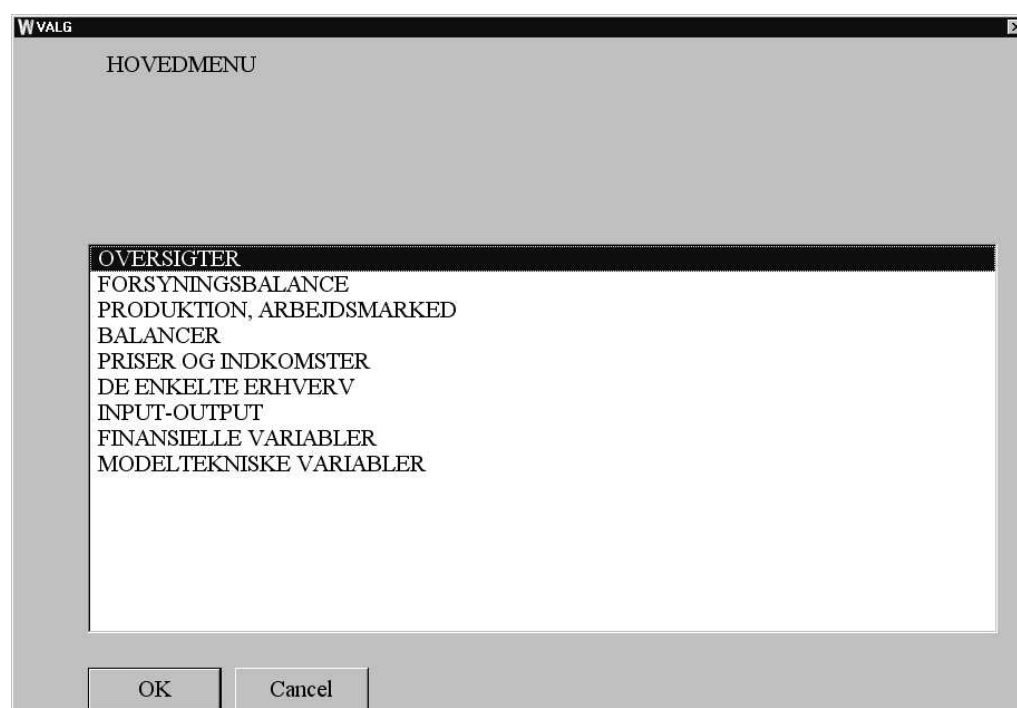 VALG
HOVEDMENU
OVERSIGTER
FORSYNINGSBALANCE
PRODUKTION, ARBEJDSMARKED
BALANCER
PRISER OG INDKOMSTER
DE ENKELTE ERHVERV
INPUT-OUTPUT
FINANSIELLE VARIABLER
MODELTEKNISKE VARIABLER
OK Cancel